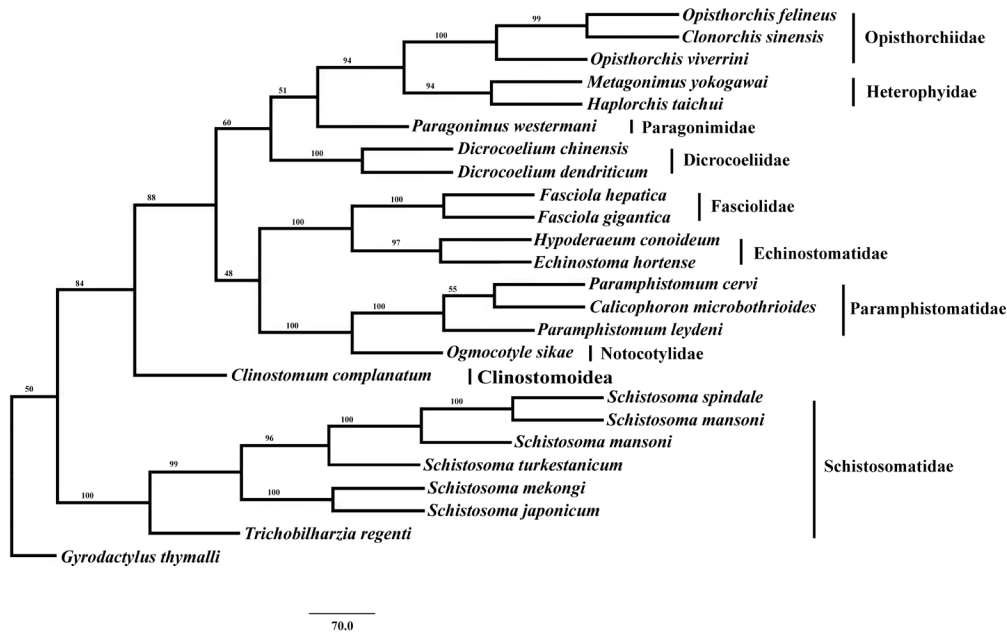 99
Opisthorchis felineus
Clonorchis sinensis
Opisthorchiidae
100
Opisthorchis viverrini
94
94
Metagonimus yokogawai
Haplorchis taichui
Heterophyidae
51
Paragonimus westermani
Paragonimidae
60
100
Dicrocoelium chinensis
Dicrocoelium dendriticum
Dicrocoeliidae
88
100
100
Fasciola hepatica
Fasciola gigantica
Fasciolidae
97
Hypoderaeum conoideum
Echinostoma hortense
Echinostomatidae
48
84
55
Paramphistomum cervi
Calicophoron microbothrioides
Paramphistomatidae
100
100
Paramphistomum leydeni
Ogmocotyle sikae
Notocotylidae
Clinostomum complanatum
Clinostomoidea
50
100
Schistosoma spindale
Schistosoma mansoni
100
Schistosoma mansoni
96
Schistosoma turkestanicum
Schistosomatidae
99
100
Schistosoma mekongi
Schistosoma japonicum
100
Trichobilharzia regenti
Gyrodactylus thymalli
70.0